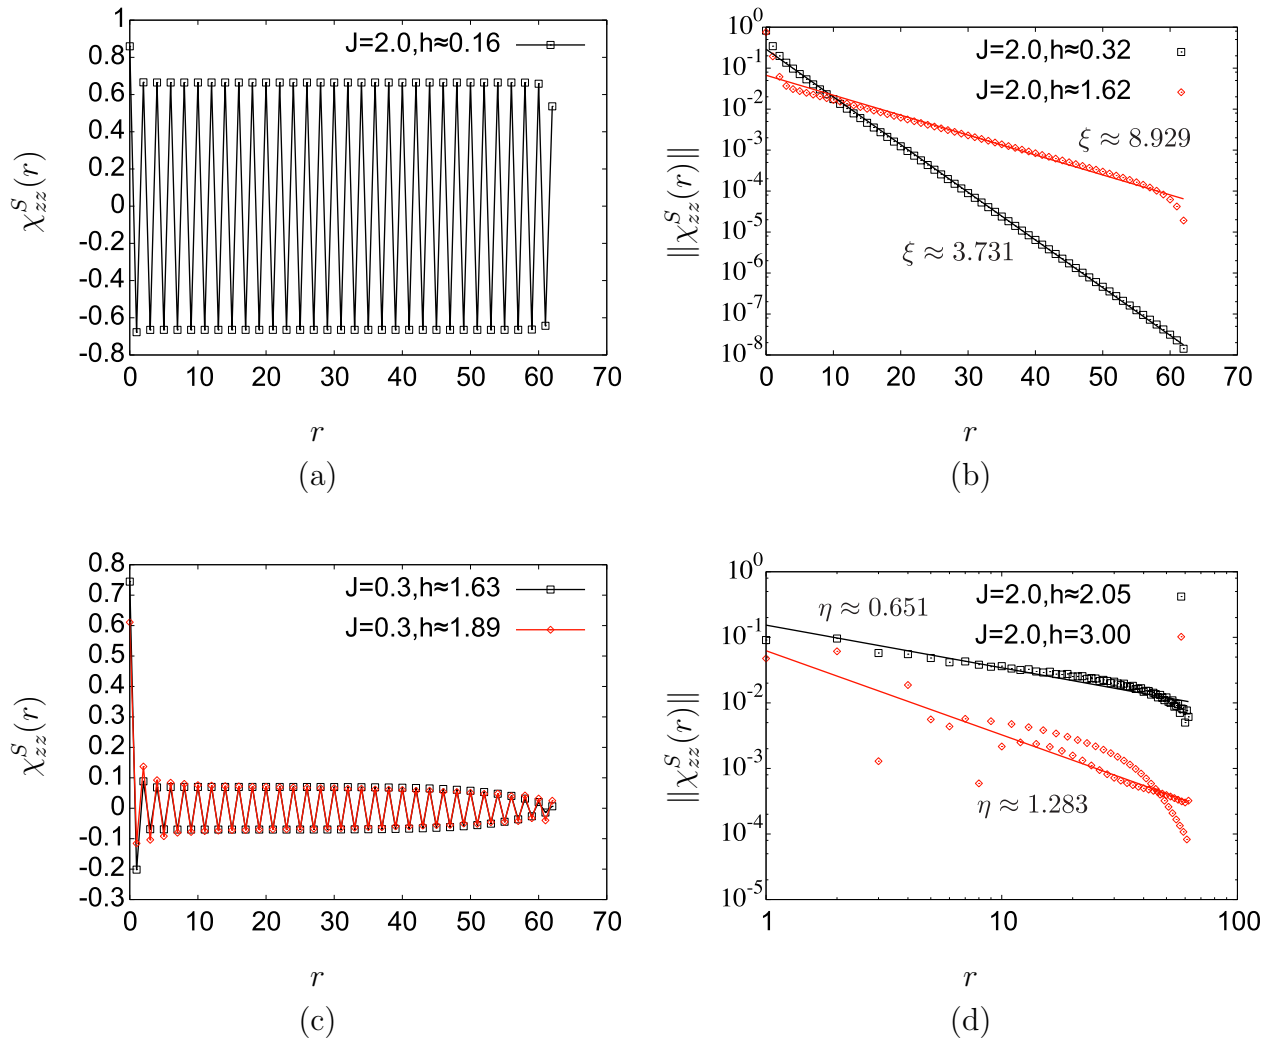 J=2.0,h≈0.16
1
0.8
0.6
0.4
0.2
0
-0.2
-0.4
-0.6
-0.8
0 10 20 30 40 50 60 70
χ^S_zz(r)
r
(a)
J=2.0,h≈0.32
J=2.0,h≈1.62
10^0
10^-1
10^-2
10^-3
10^-4
10^-5
10^-6
10^-7
10^-8
ξ ≈ 8.929
ξ ≈ 3.731
0 10 20 30 40 50 60 70
‖χ^S_zz(r)‖
r
(b)
J=0.3,h≈1.63
J=0.3,h≈1.89
0.8
0.7
0.6
0.5
0.4
0.3
0.2
0.1
0
-0.1
-0.2
-0.3
0 10 20 30 40 50 60 70
χ^S_zz(r)
r
(c)
J=2.0,h≈2.05
J=2.0,h=3.00
10^0
10^-1
10^-2
10^-3
10^-4
10^-5
η ≈ 0.651
η ≈ 1.283
1 10 100
‖χ^S_zz(r)‖
r
(d)